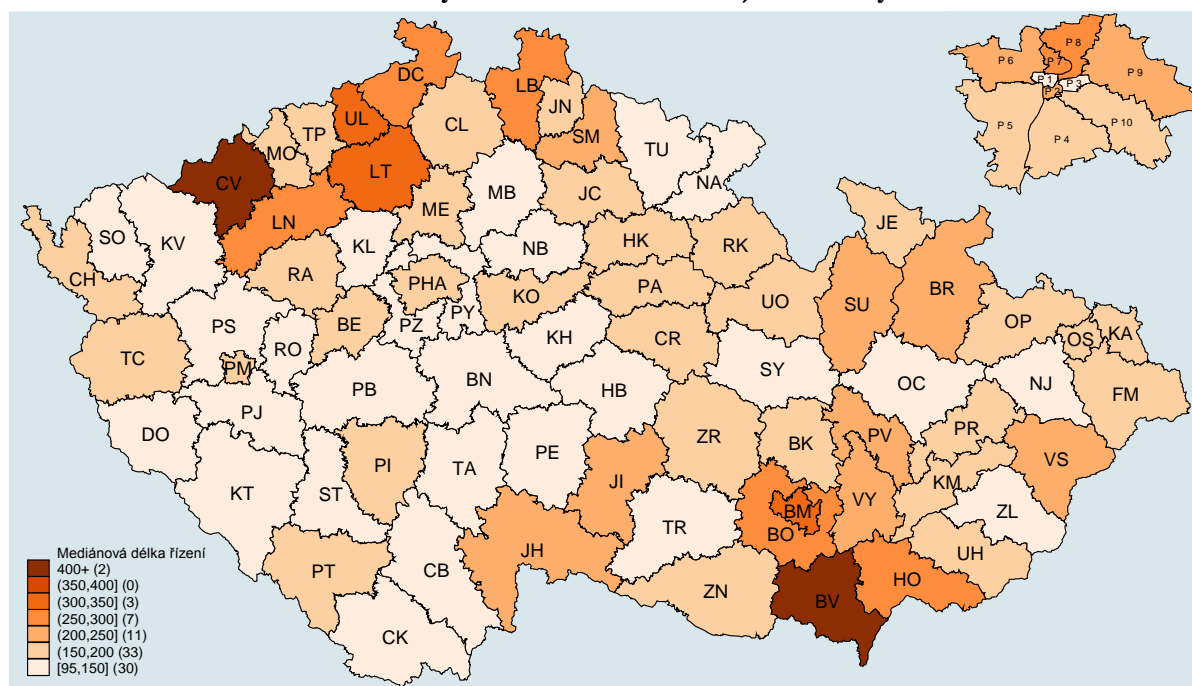 DC
LB
JN
UL
TP
CL
SM
MO
TU
LT
CV
MB
NA
JC
ME
LN
SO
KV
KL
NB
HK
RK
JE
CH
RA
PHA
KO
PA
UO
SU
BR
PS
BE
PZ
PY
OP
KA
OS
TC
RO
KH
CR
PM
SY
OC
NJ
FM
PB
BN
HB
PJ
DO
ZR
BK
PV
PR
VS
PI
TA
PE
JI
KT
ST
KM
VY
BM
ZL
TR
BO
JH
UH
PT
CB
HO
ZN
BV
CK
P 8
P 6
P 7
P 9
P 1
P 3
P 2
P 5
P 4
P 10
Mediánová délka řízení
400+ (2)
(350,400] (0)
(300,350] (3)
(250,300] (7)
(200,250] (11)
(150,200 (33)
[95,150] (30)